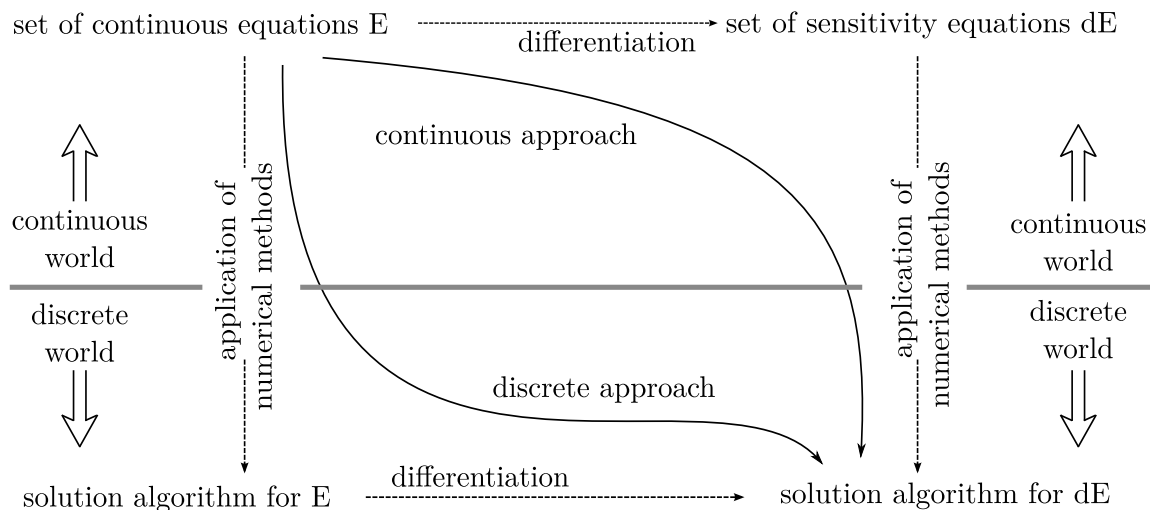 set of continuous equations E
set of sensitivity equations dE
differentiation
continuous approach
application of
numerical methods
application of
numerical methods
continuous
world
continuous
world
discrete
world
discrete
world
discrete approach
differentiation
solution algorithm for E
solution algorithm for dE